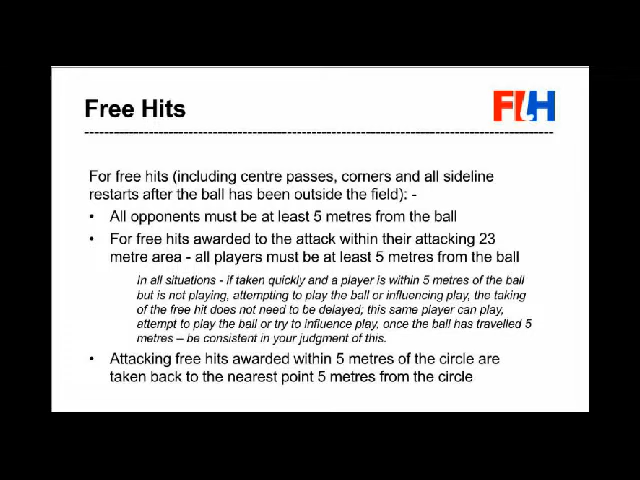 Free Hits
FIH
For free hits (including centre passes, corners and all sideline
restarts after the ball has been outside the field): -
• All opponents must be at least 5 metres from the ball
• For free hits awarded to the attack within their attacking 23
metre area - all players must be at least 5 metres from the ball
In all situations - if taken quickly and a player is within 5 metres of the ball
but is not playing, attempting to play the ball or influencing play, the taking
of the free hit does not need to be delayed; this same player can play,
attempt to play the ball or try to influence play, once the ball has travelled 5
metres – be consistent in your judgment of this.
• Attacking free hits awarded within 5 metres of the circle are
taken back to the nearest point 5 metres from the circle